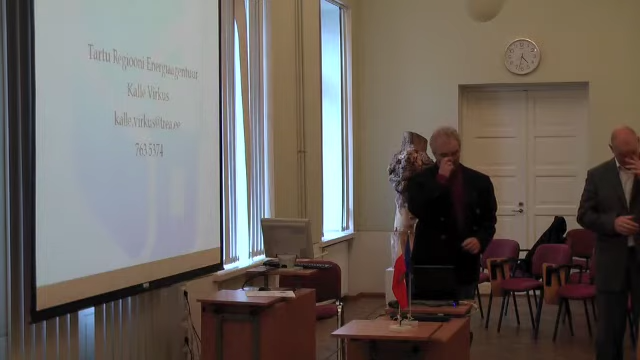 Tartu Regiooni Energiaagentuur
Kalle Virkus
kalle.virkus@trea.ee
763 5374